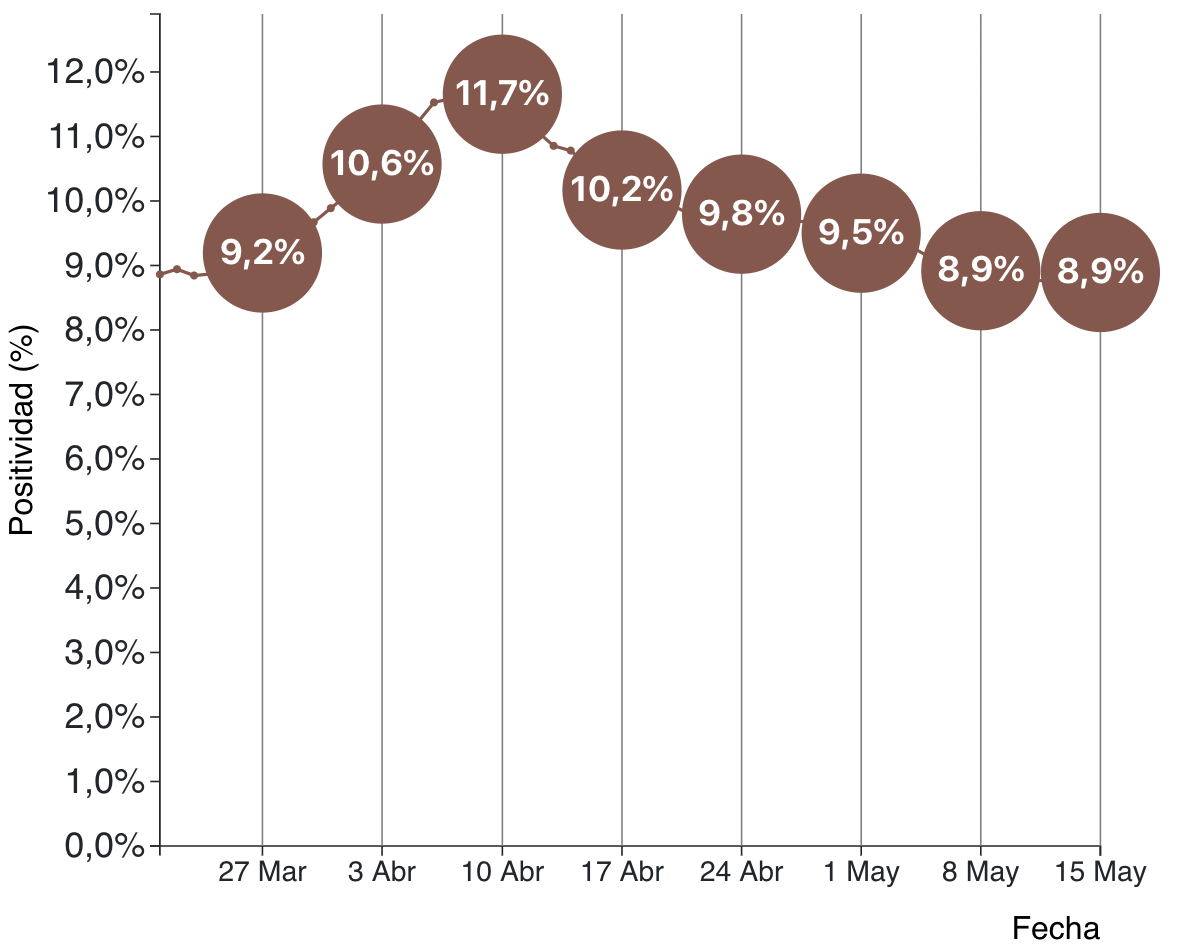 12,0%
11,0%
10,0%
9,0%
8,0%
7,0%
6,0%
5,0%
4,0%
3,0%
2,0%
1,0%
0,0%
Positividad (%)
9,2%
10,6%
11,7%
10,2%
9,8%
9,5%
8,9%
8,9%
27 Mar
3 Abr
10 Abr
17 Abr
24 Abr
1 May
8 May
15 May
Fecha